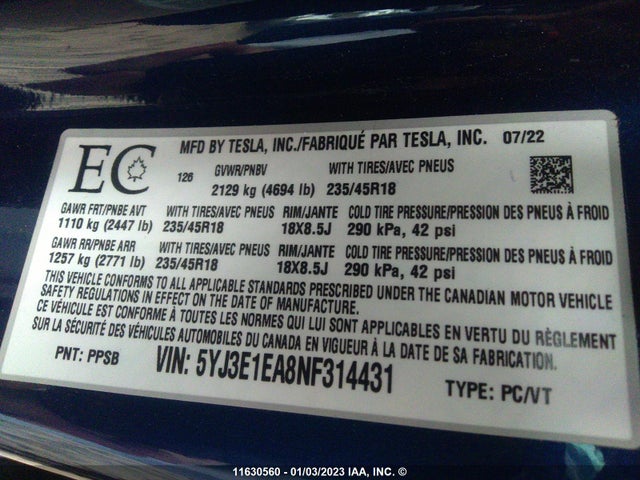 MFD BY TESLA, INC./FABRIQUÉ PAR TESLA, INC. 07/22
EC 126 GVWR/PNBV WITH TIRES/AVEC PNEUS
2129 kg (4694 lb) 235/45R18
GAWR FRT/PNBE AVT WITH TIRES/AVEC PNEUS RIM/JANTE COLD TIRE PRESSURE/PRESSION DES PNEUS À FROID
1110 kg (2447 lb) 235/45R18 18X8.5J 290 kPa, 42 psi
GAWR RR/PNBE ARR WITH TIRES/AVEC PNEUS RIM/JANTE COLD TIRE PRESSURE/PRESSION DES PNEUS À FROID
1257 kg (2771 lb) 235/45R18 18X8.5J 290 kPa, 42 psi
THIS VEHICLE CONFORMS TO ALL APPLICABLE STANDARDS PRESCRIBED UNDER THE CANADIAN MOTOR VEHICLE
SAFETY REGULATIONS IN EFFECT ON THE DATE OF MANUFACTURE.
CE VÉHICULE EST CONFORME À TOUTES LES NORMES QUI LUI SONT APPLICABLES EN VERTU DU RÈGLEMENT
SUR LA SÉCURITÉ DES VÉHICULES AUTOMOBILES DU CANADA EN VIGUEUR À LA DATE DE SA FABRICATION.
PNT: PPSB VIN: 5YJ3E1EA8NF314431 TYPE: PC/VT
11630560 - 01/03/2023 IAA, INC. ©